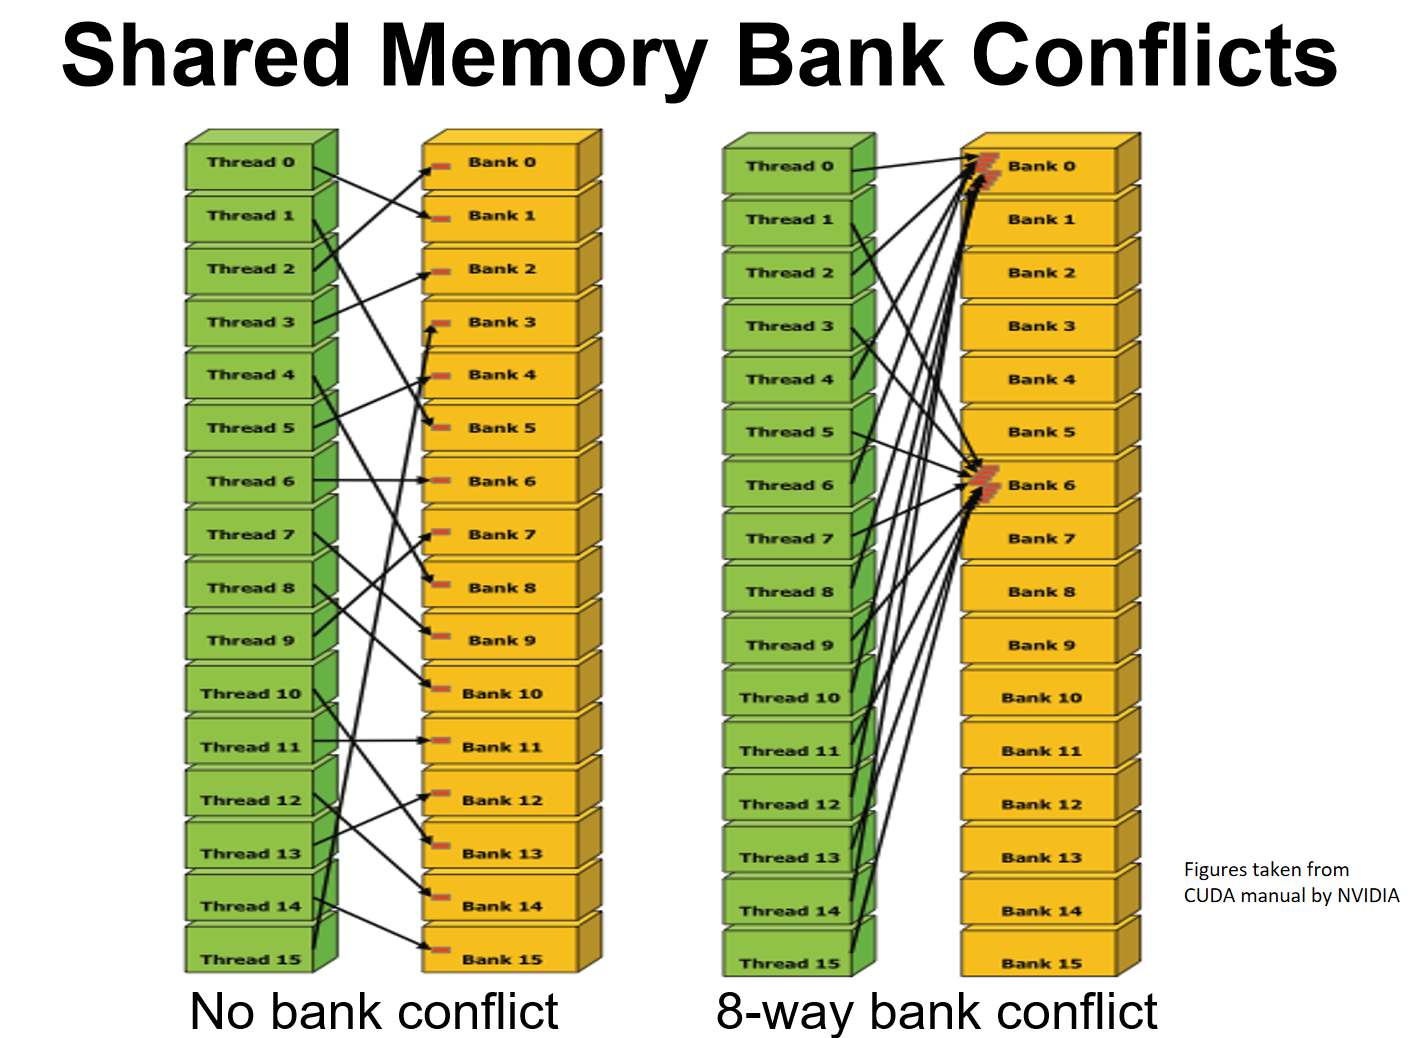 Shared Memory Bank Conflicts
Thread 0
Thread 1
Thread 2
Thread 3
Thread 4
Thread 5
Thread 6
Thread 7
Thread 8
Thread 9
Thread 10
Thread 11
Thread 12
Thread 13
Thread 14
Thread 15
Bank 0
Bank 1
Bank 2
Bank 3
Bank 4
Bank 5
Bank 6
Bank 7
Bank 8
Bank 9
Bank 10
Bank 11
Bank 12
Bank 13
Bank 14
Bank 15
No bank conflict
Thread 0
Thread 1
Thread 2
Thread 3
Thread 4
Thread 5
Thread 6
Thread 7
Thread 8
Thread 9
Thread 10
Thread 11
Thread 12
Thread 13
Thread 14
Thread 15
Bank 0
Bank 1
Bank 2
Bank 3
Bank 4
Bank 5
Bank 6
Bank 7
Bank 8
Bank 9
Bank 10
Bank 11
Bank 12
Bank 13
Bank 14
Bank 15
8-way bank conflict
Figures taken from
CUDA manual by NVIDIA